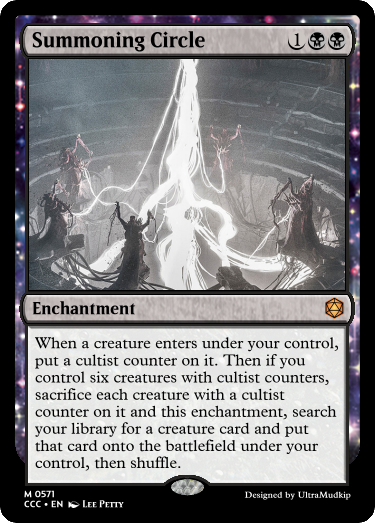 Summoning Circle 1
Enchantment
When a creature enters under your control,
put a cultist counter on it. Then if you
control six creatures with cultist counters,
sacrifice each creature with a cultist
counter on it and this enchantment, search
your library for a creature card and put
that card onto the battlefield under your
control, then shuffle.
M 0571
CCC • EN Lee Petty
Designed by UltraMudkip